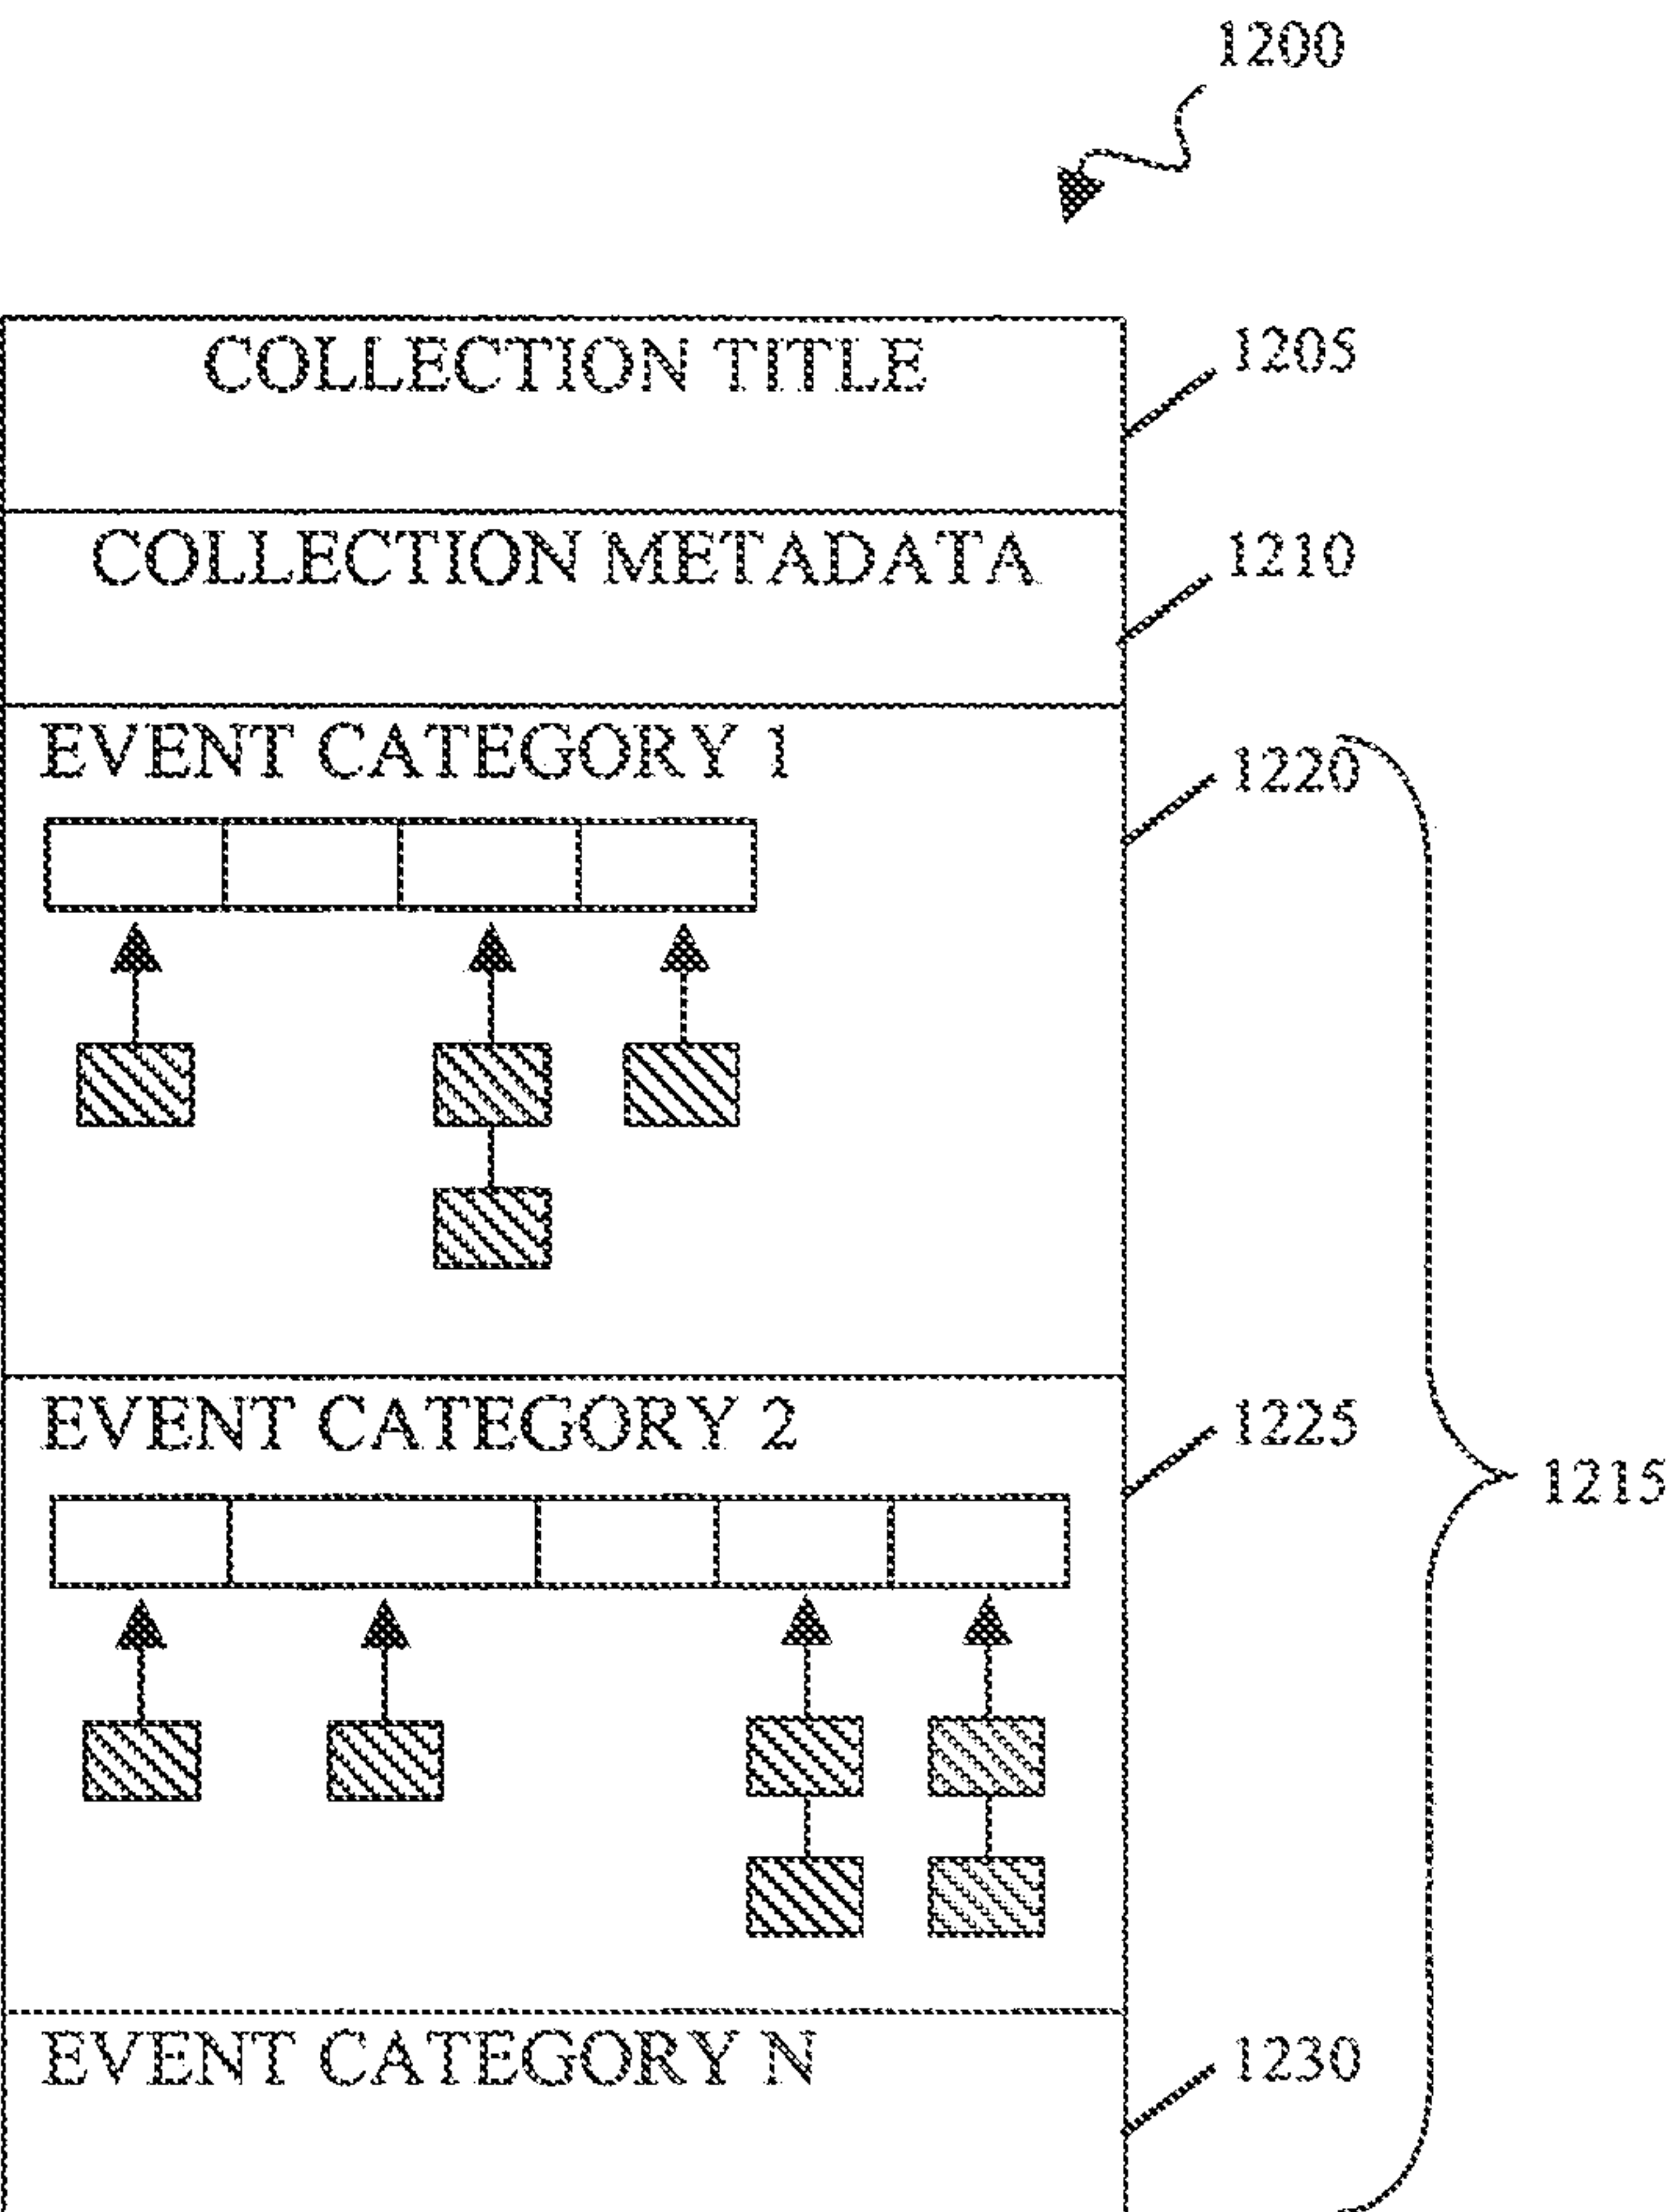 1200
COLLECTION TITLE
1205
COLLECTION METADATA
1210
EVENT CATEGORY 1
1220
EVENT CATEGORY 2
1225
1215
EVENT CATEGORY N
1230